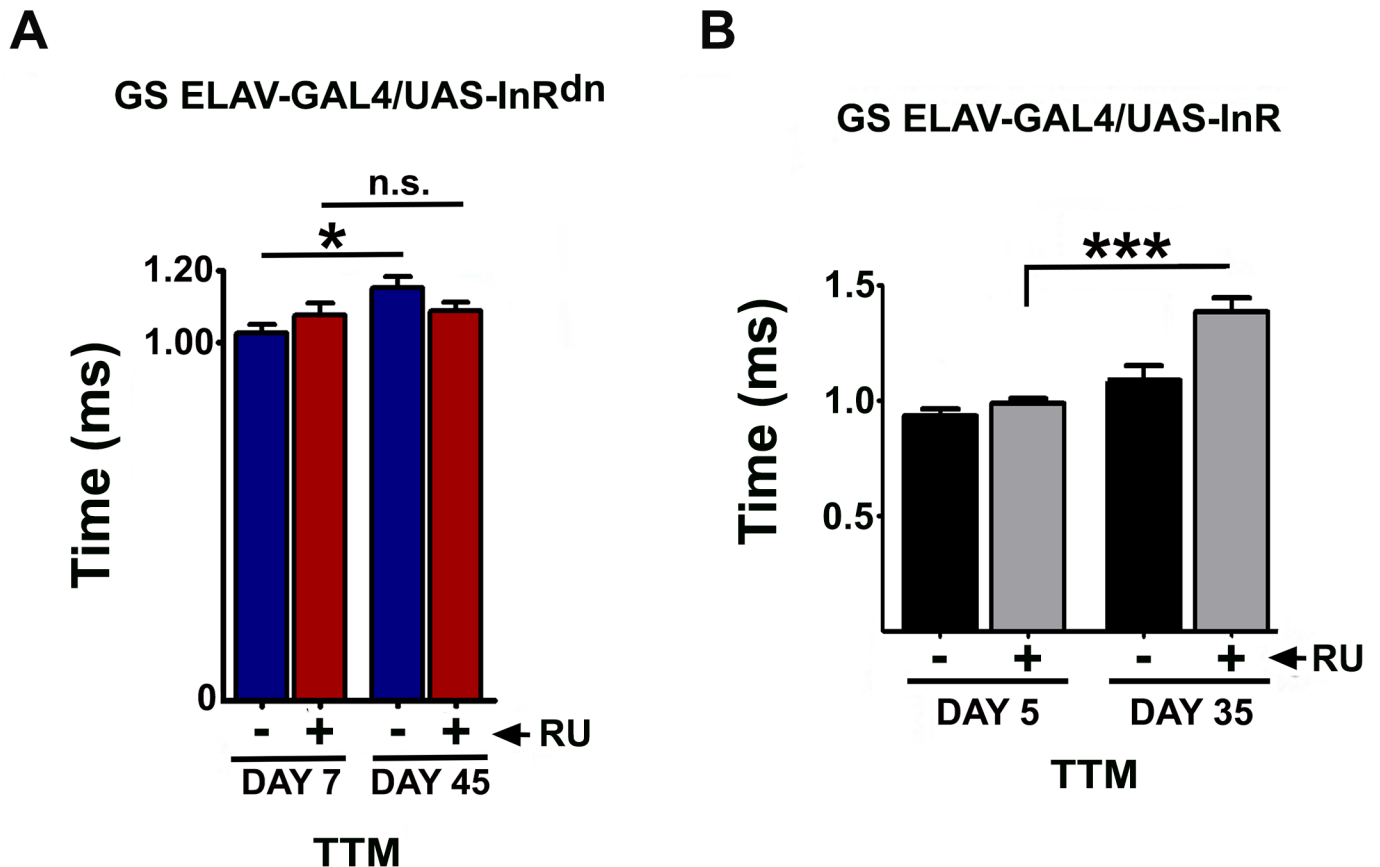 A
GS ELAV-GAL4/UAS-InRdn
n.s.
*
1.20
1.00
0
Time (ms)
- + - +
RU
DAY 7 DAY 45
TTM
B
GS ELAV-GAL4/UAS-InR
***
1.5
1.0
0.5
Time (ms)
- + - +
RU
DAY 5 DAY 35
TTM